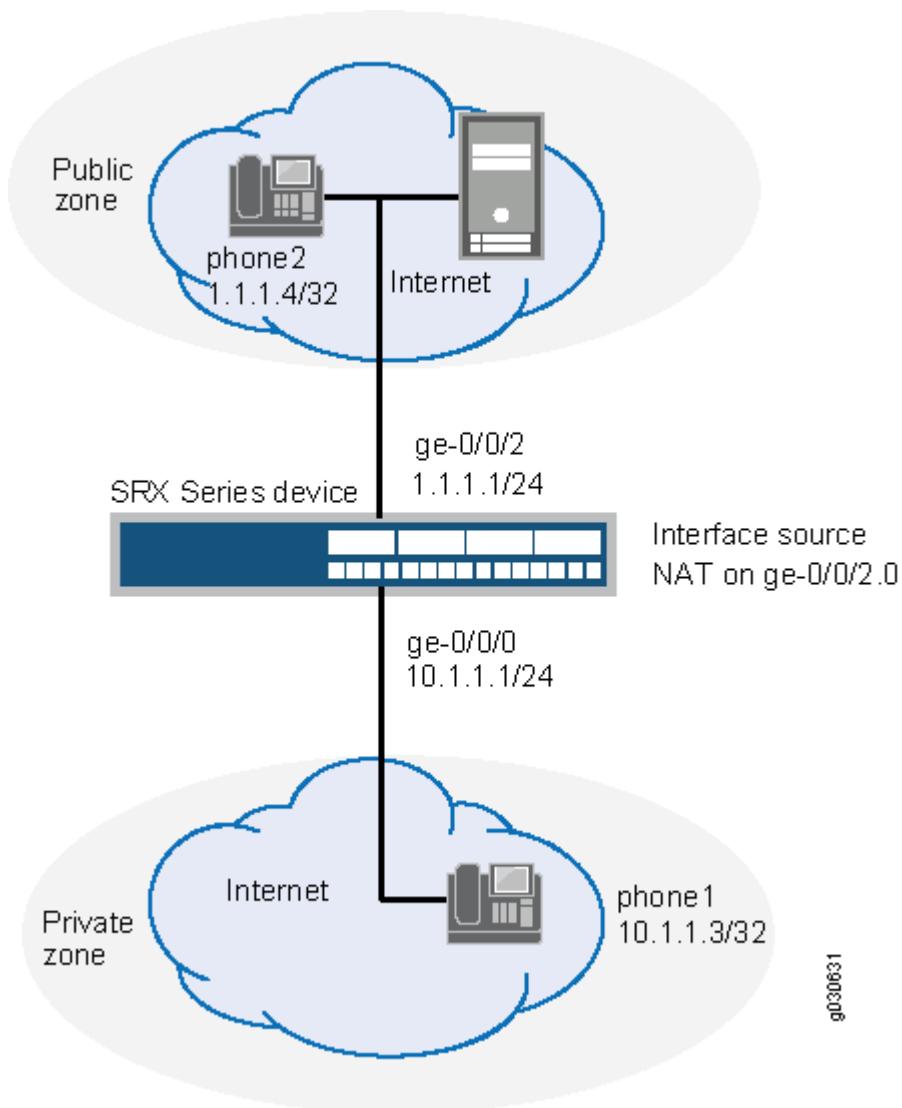 Public
zone
phone2
1.1.1.4/32
Internet
ge-0/0/2
1.1.1.1/24
SRX Series device
Interface source
NAT on ge-0/0/2.0
ge-0/0/0
10.1.1.1/24
Internet
phone1
10.1.1.3/32
Private
zone
g030631